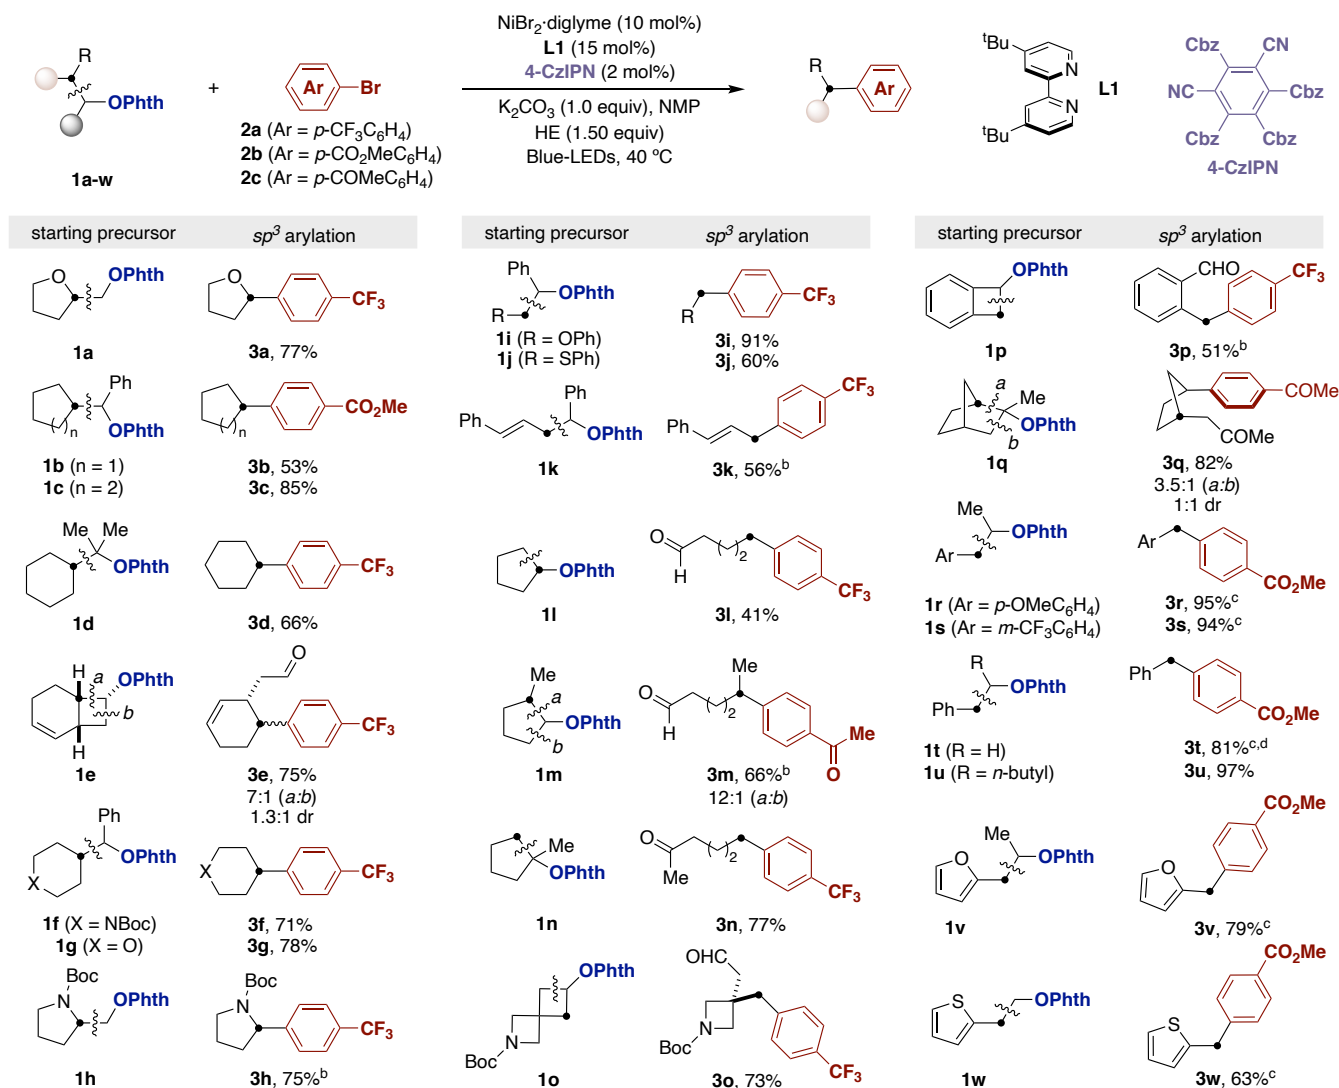 NiBr2·diglyme (10 mol%)
L1 (15 mol%)
4-CzIPN (2 mol%)
K2CO3 (1.0 equiv), NMP
HE (1.50 equiv)
Blue-LEDs, 40 ºC
R
OPhth
1a-w
+
Ar
Br
2a (Ar = p-CF3C6H4)
2b (Ar = p-CO2MeC6H4)
2c (Ar = p-COMeC6H4)
R
Ar
tBu
N
N
tBu
L1
Cbz
CN
NC
Cbz
Cbz
Cbz
4-CzIPN
starting precursor
sp3 arylation
O
OPhth
1a
O
CF3
3a, 77%
Ph
OPhth
n
1b (n = 1)
1c (n = 2)
CO2Me
n
3b, 53%
3c, 85%
Me
Me
OPhth
1d
CF3
3d, 66%
H
a
OPhth
b
H
1e
O
CF3
3e, 75%
7:1 (a:b)
1.3:1 dr
Ph
OPhth
X
1f (X = NBoc)
1g (X = O)
X
CF3
3f, 71%
3g, 78%
Boc
N
OPhth
1h
Boc
N
CF3
3h, 75%b
starting precursor
sp3 arylation
Ph
OPhth
R
1i (R = OPh)
1j (R = SPh)
R
CF3
3i, 91%
3j, 60%
Ph
Ph
OPhth
1k
CF3
Ph
3k, 56%b
OPhth
1l
O
H
2
CF3
3l, 41%
Me
a
OPhth
b
1m
Me
O
H
2
Me
O
3m, 66%b
12:1 (a:b)
Me
OPhth
1n
O
Me
2
CF3
3n, 77%
OPhth
N
Boc
1o
OHC
N
Boc
CF3
3o, 73%
starting precursor
sp3 arylation
OPhth
1p
CHO
CF3
3p, 51%b
a
Me
OPhth
b
1q
COMe
COMe
3q, 82%
3.5:1 (a:b)
1:1 dr
Me
OPhth
Ar
1r (Ar = p-OMeC6H4)
1s (Ar = m-CF3C6H4)
Ar
CO2Me
3r, 95%c
3s, 94%c
R
OPhth
Ph
1t (R = H)
1u (R = n-butyl)
Ph
CO2Me
3t, 81%c,d
3u, 97%
Me
OPhth
O
1v
CO2Me
O
3v, 79%c
S
OPhth
1w
CO2Me
S
3w, 63%c